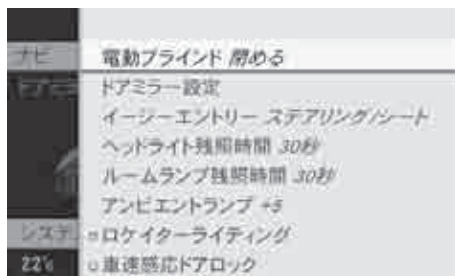 ナビ
電動ブラインド 閉める
ドアミラー設定
イージーエントリー ステアリング/シート
ヘッドライト残照時間 30秒
ルームランプ残照時間 30秒
アンビエントランプ +5
システ
ロケイターライティング
22℃
車速感応ドアロック